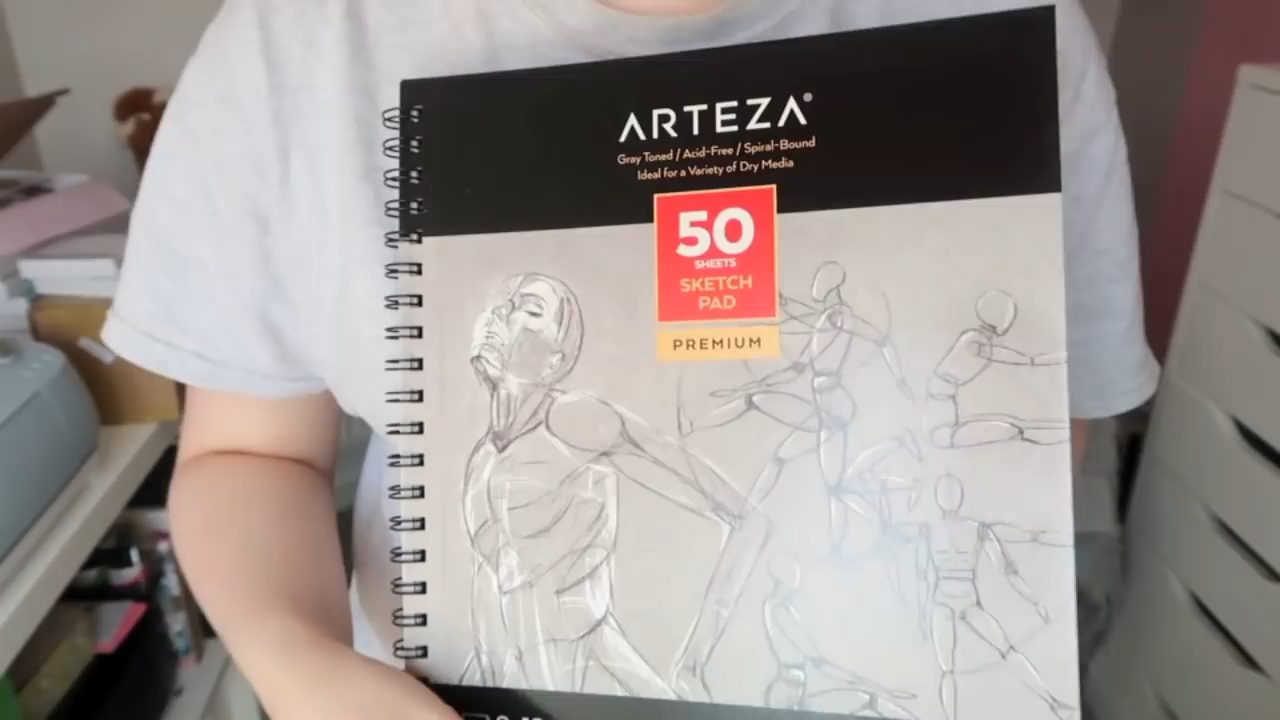 ARTEZA®
Gray Toned / Acid-Free / Spiral-Bound
Ideal for a Variety of Dry Media
50
SHEETS
SKETCH
PAD
PREMIUM